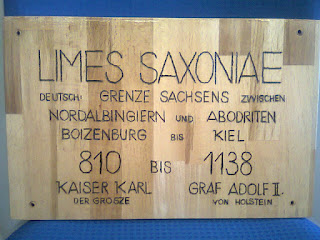 LIMES SAXONIAE
DEUTSCH: GRENZE SACHSENS ZWISCHEN
NORDALBINGIERN UND ABODRITEN
BOIZENBURG BIS KIEL
810 BIS 1138
KAISER KARL GRAF ADOLF II.
DER GROSZE VON HOLSTEIN